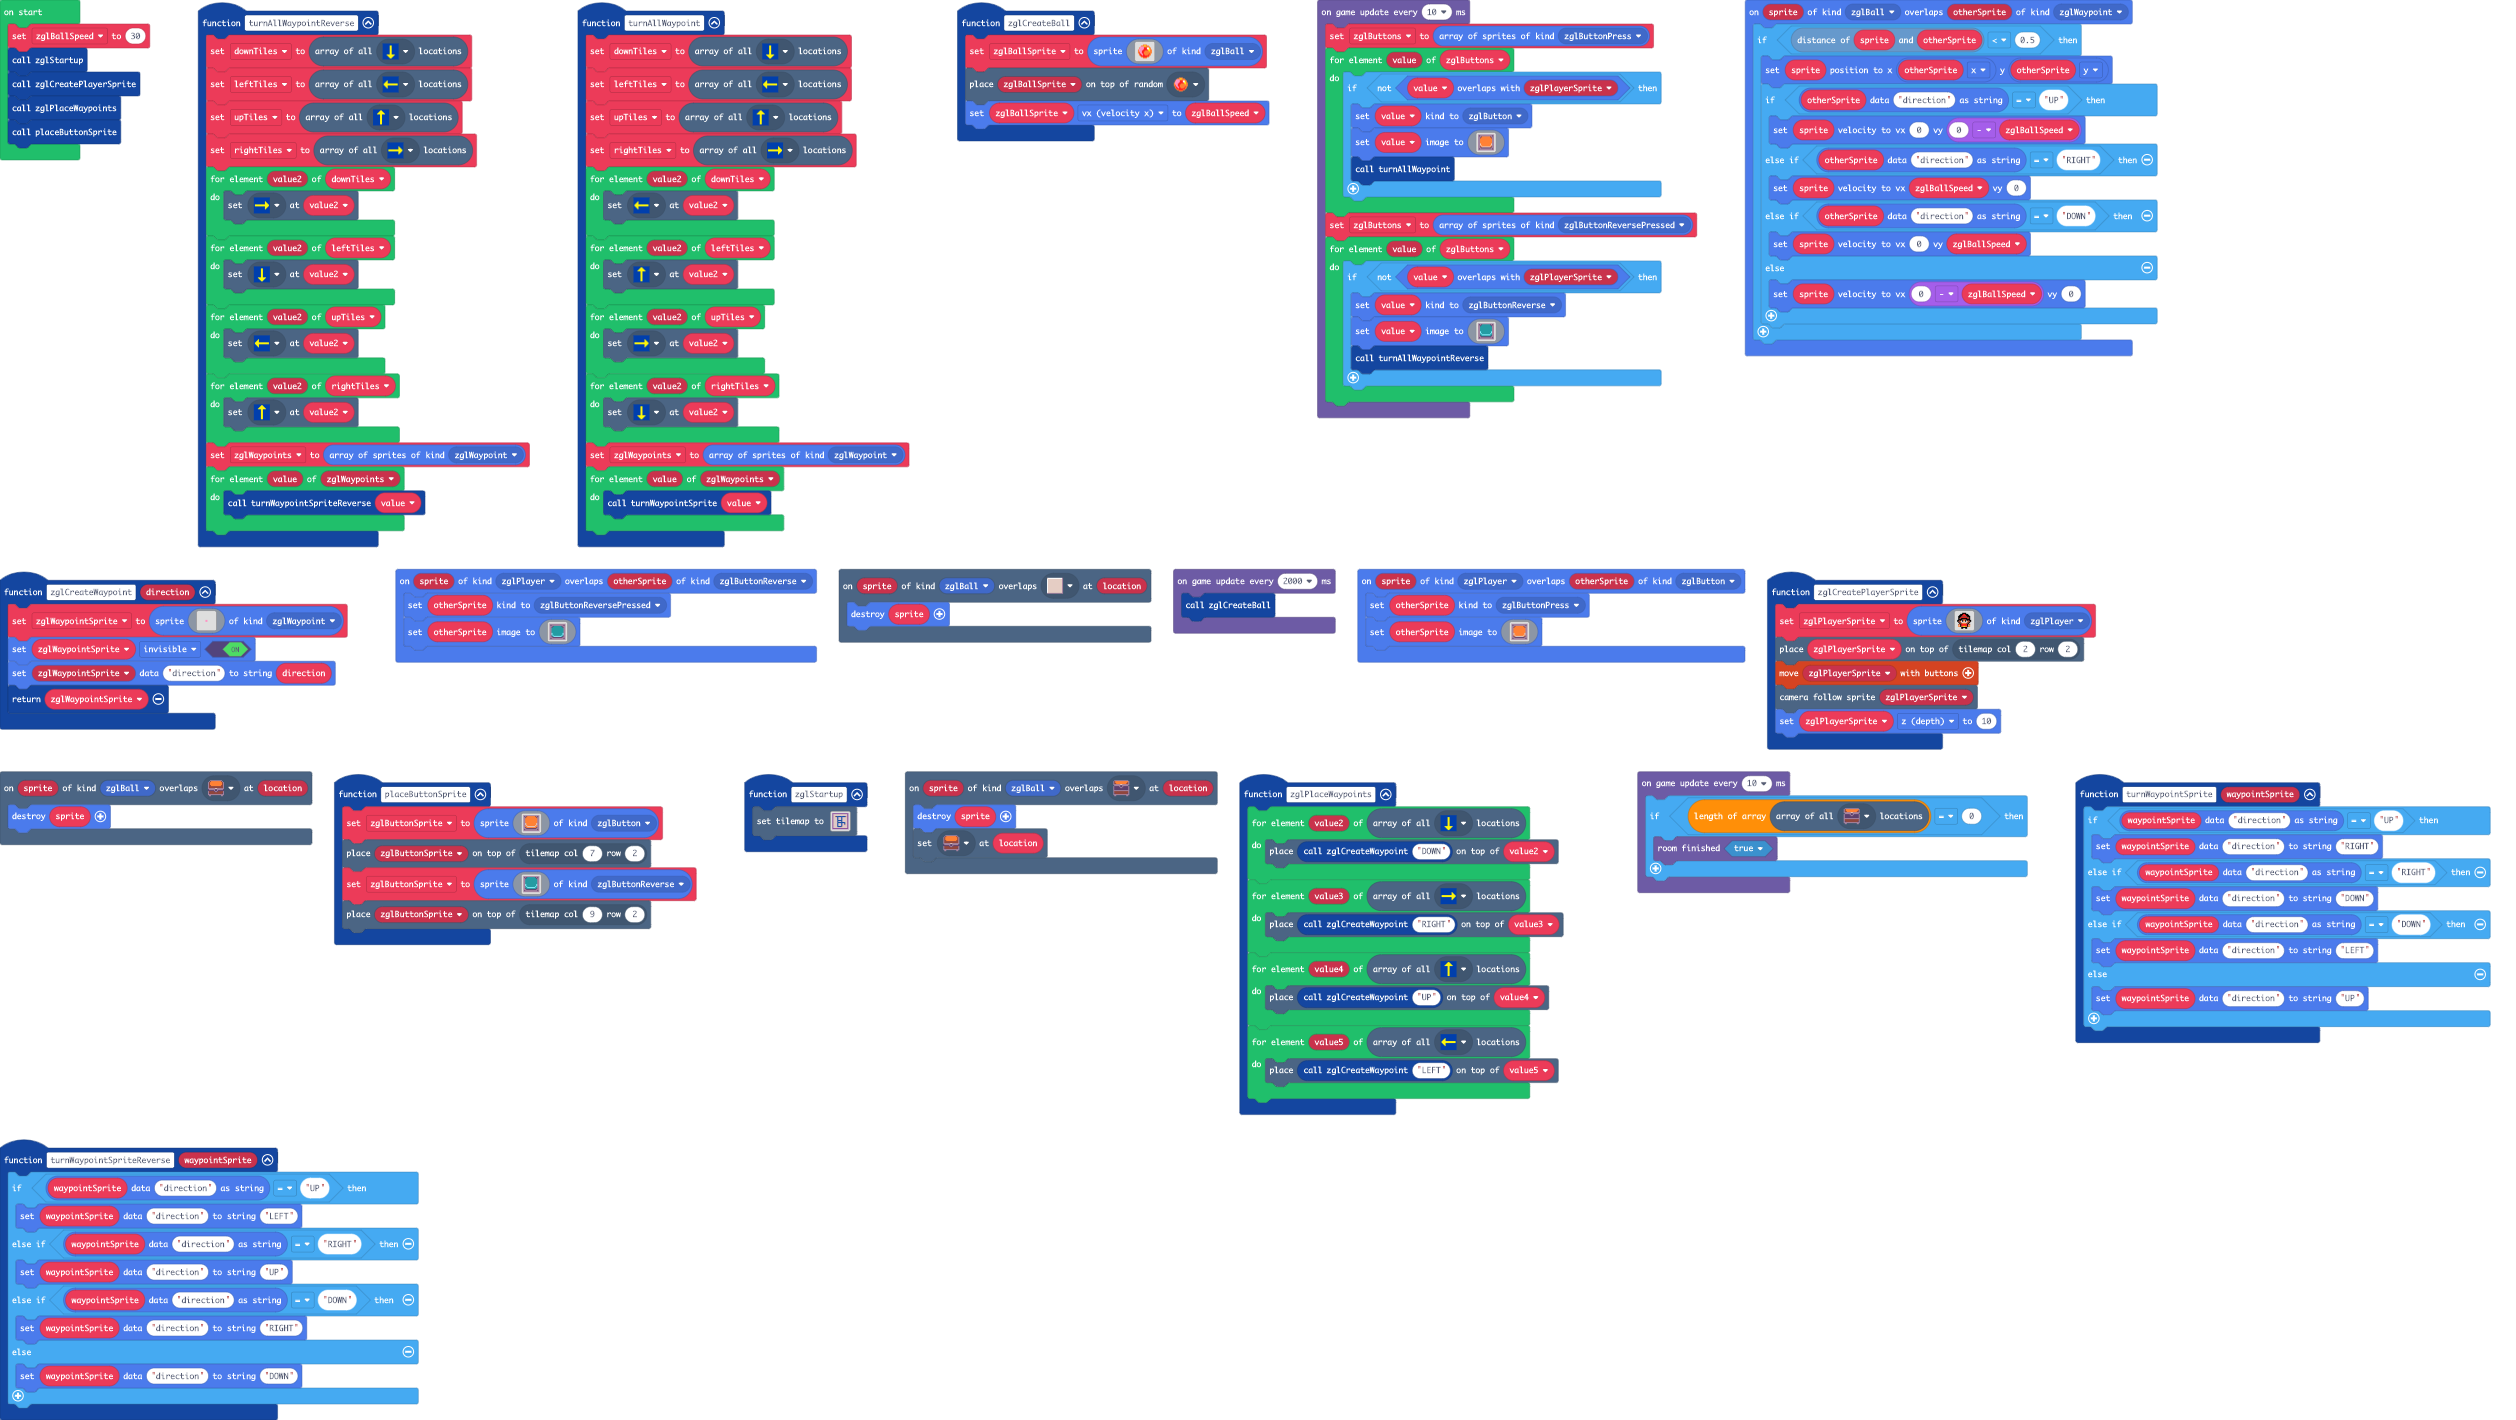 on start
set zglBallSpeed to 30
call zglStartup
call zglCreatePlayerSprite
call zglPlaceWaypoints
call placeButtonSprite
function turnAllWaypointReverse
set downTiles to array of all locations
set leftTiles to array of all locations
set upTiles to array of all locations
set rightTiles to array of all locations
for element value2 of downTiles
do set at value2
for element value2 of leftTiles
do set at value2
for element value2 of upTiles
do set at value2
for element value2 of rightTiles
do set at value2
set zglWaypoints to array of sprites of kind zglWaypoint
for element value of zglWaypoints
do call turnWaypointSpriteReverse value
function turnAllWaypoint
set downTiles to array of all locations
set leftTiles to array of all locations
set upTiles to array of all locations
set rightTiles to array of all locations
for element value2 of downTiles
do set at value2
for element value2 of leftTiles
do set at value2
for element value2 of upTiles
do set at value2
for element value2 of rightTiles
do set at value2
set zglWaypoints to array of sprites of kind zglWaypoint
for element value of zglWaypoints
do call turnWaypointSprite value
function zglCreateBall
set zglBallSprite to sprite of kind zglBall
place zglBallSprite on top of random
set zglBallSprite vx (velocity x) to zglBallSpeed
on game update every 10 ms
set zglButtons to array of sprites of kind zglButtonPress
for element value of zglButtons
do if not value overlaps with zglPlayerSprite then
set value kind to zglButton
set value image to
call turnAllWaypoint
set zglButtons to array of sprites of kind zglButtonReversePressed
for element value of zglButtons
do if not value overlaps with zglPlayerSprite then
set value kind to zglButtonReverse
set value image to
call turnAllWaypointReverse
on sprite of kind zglBall overlaps otherSprite of kind zglWaypoint
if distance of sprite and otherSprite < 0.5 then
set sprite position to x otherSprite x y otherSprite y
if otherSprite data "direction" as string = "UP" then
set sprite velocity to vx 0 vy 0 - zglBallSpeed
else if otherSprite data "direction" as string = "RIGHT" then
set sprite velocity to vx zglBallSpeed vy 0
else if otherSprite data "direction" as string = "DOWN" then
set sprite velocity to vx 0 vy zglBallSpeed
else
set sprite velocity to vx 0 - zglBallSpeed vy 0
function zglCreateWaypoint direction
set zglWaypointSprite to sprite of kind zglWaypoint
set zglWaypointSprite invisible ON
set zglWaypointSprite data "direction" to string direction
return zglWaypointSprite
on sprite of kind zglPlayer overlaps otherSprite of kind zglButtonReverse
set otherSprite kind to zglButtonReversePressed
set otherSprite image to
on sprite of kind zglBall overlaps at location
destroy sprite
on game update every 2000 ms
call zglCreateBall
on sprite of kind zglPlayer overlaps otherSprite of kind zglButton
set otherSprite kind to zglButtonPress
set otherSprite image to
function zglCreatePlayerSprite
set zglPlayerSprite to sprite of kind zglPlayer
place zglPlayerSprite on top of tilemap col 2 row 2
move zglPlayerSprite with buttons
camera follow sprite zglPlayerSprite
set zglPlayerSprite z (depth) to 10
on sprite of kind zglBall overlaps at location
destroy sprite
function placeButtonSprite
set zglButtonSprite to sprite of kind zglButton
place zglButtonSprite on top of tilemap col 7 row 2
set zglButtonSprite to sprite of kind zglButtonReverse
place zglButtonSprite on top of tilemap col 9 row 2
function zglStartup
set tilemap to
on sprite of kind zglBall overlaps at location
destroy sprite
set at location
function zglPlaceWaypoints
for element value2 of array of all locations
do place call zglCreateWaypoint "DOWN" on top of value2
for element value3 of array of all locations
do place call zglCreateWaypoint "RIGHT" on top of value3
for element value4 of array of all locations
do place call zglCreateWaypoint "UP" on top of value4
for element value5 of array of all locations
do place call zglCreateWaypoint "LEFT" on top of value5
on game update every 10 ms
if length of array array of all locations = 0 then
room finished true
function turnWaypointSprite waypointSprite
if waypointSprite data "direction" as string = "UP" then
set waypointSprite data "direction" to string "RIGHT"
else if waypointSprite data "direction" as string = "RIGHT" then
set waypointSprite data "direction" to string "DOWN"
else if waypointSprite data "direction" as string = "DOWN" then
set waypointSprite data "direction" to string "LEFT"
else
set waypointSprite data "direction" to string "UP"
function turnWaypointSpriteReverse waypointSprite
if waypointSprite data "direction" as string = "UP" then
set waypointSprite data "direction" to string "LEFT"
else if waypointSprite data "direction" as string = "RIGHT" then
set waypointSprite data "direction" to string "UP"
else if waypointSprite data "direction" as string = "DOWN" then
set waypointSprite data "direction" to string "RIGHT"
else
set waypointSprite data "direction" to string "DOWN"